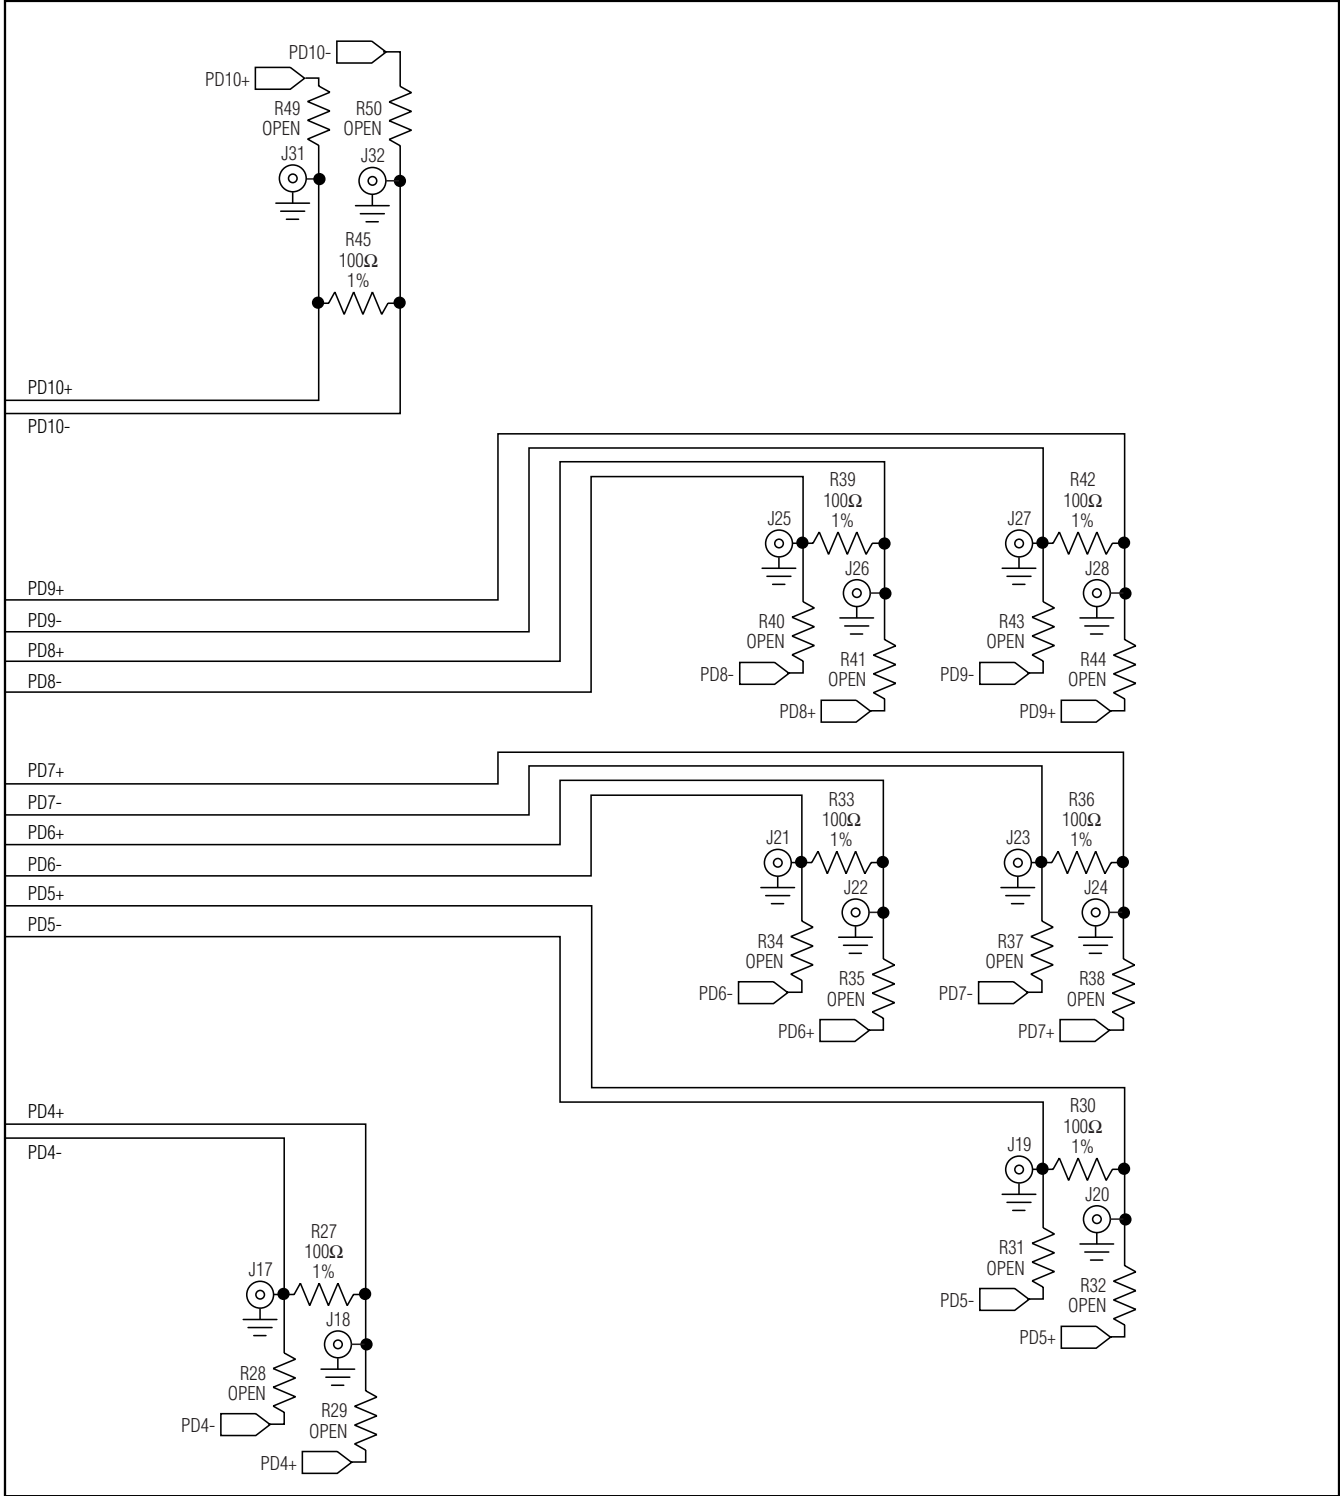 PD10-
PD10+
R49
OPEN
R50
OPEN
J31
J32
R45
100Ω
1%
PD10+
PD10-
R39
100Ω
1%
R42
100Ω
1%
J25
J27
J26
J28
PD9+
PD9-
PD8+
PD8-
R40
OPEN
R43
OPEN
PD8-
R41
OPEN
PD9-
R44
OPEN
PD8+
PD9+
PD7+
PD7-
PD6+
PD6-
PD5+
PD5-
R33
100Ω
1%
R36
100Ω
1%
J21
J23
J22
J24
R34
OPEN
R37
OPEN
PD6-
R35
OPEN
PD7-
R38
OPEN
PD6+
PD7+
PD4+
PD4-
R30
100Ω
1%
J19
J20
R31
OPEN
PD5-
R32
OPEN
PD5+
R27
100Ω
1%
J17
J18
R28
OPEN
PD4-
R29
OPEN
PD4+